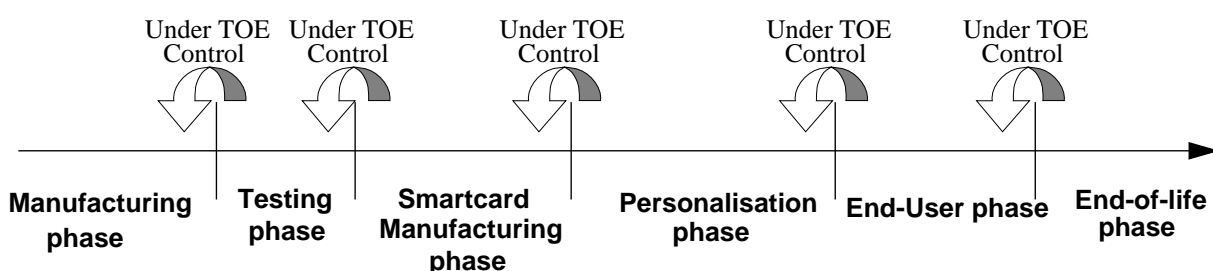 Under TOE
Control
Under TOE
Control
Under TOE
Control
Under TOE
Control
Under TOE
Control
Manufacturing
phase
Testing
phase
Smartcard
Manufacturing
phase
Personalisation
phase
End-User phase
End-of-life
phase